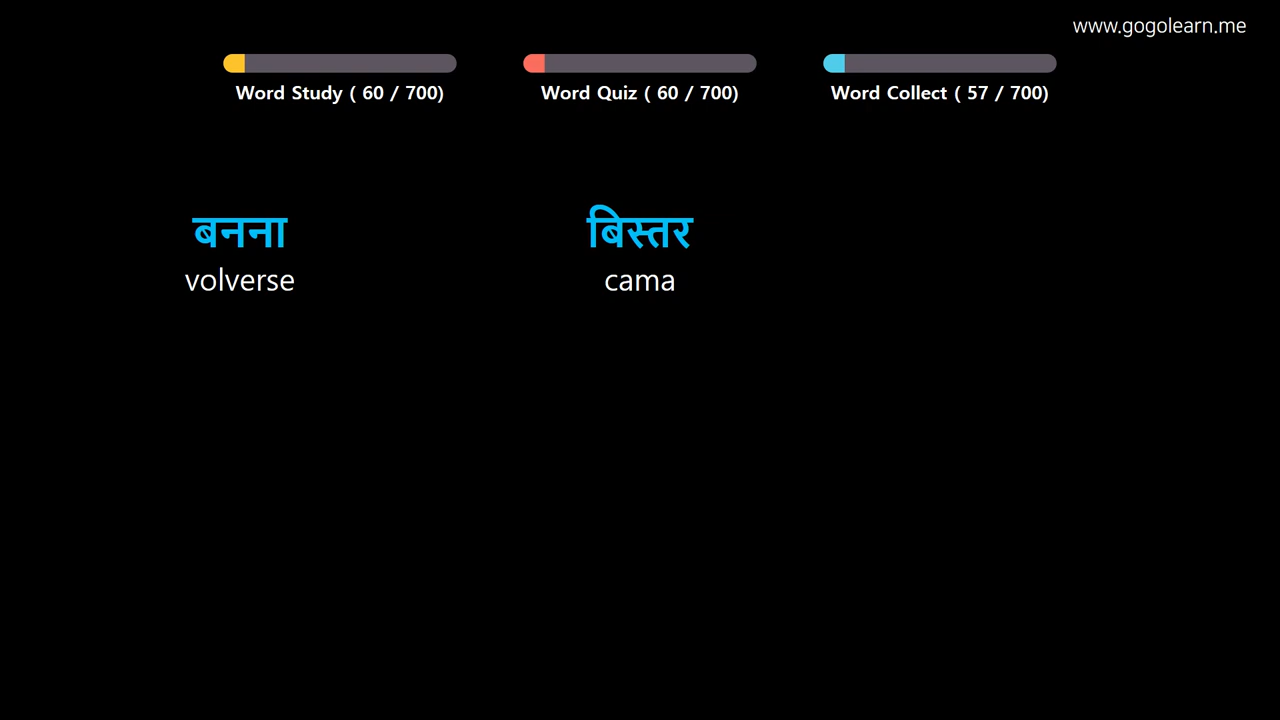 www.gogolearn.me
Word Study ( 60 / 700)
Word Quiz ( 60 / 700)
Word Collect ( 57 / 700)
बनना
volverse
बिस्तर
cama